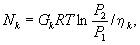 N_k = G_k RT ln P_2/P_1 / η_k,